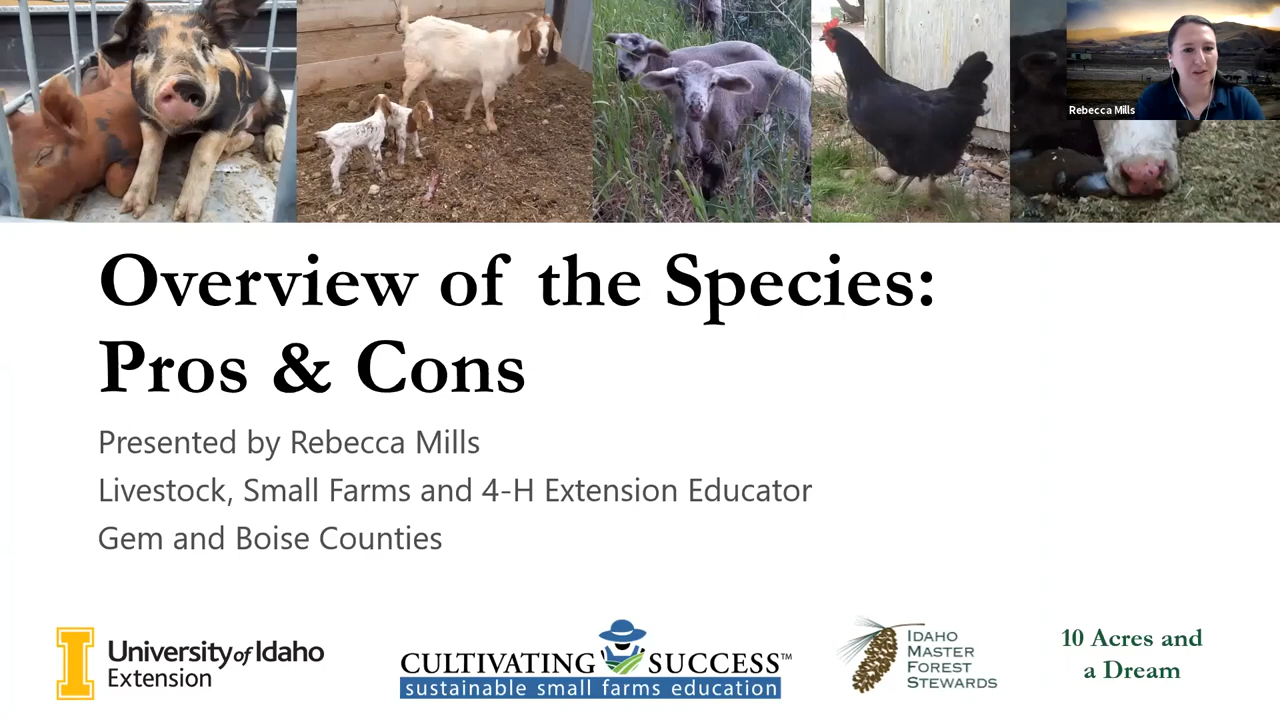 Rebecca Mills
Overview of the Species:
Pros & Cons
Presented by Rebecca Mills
Livestock, Small Farms and 4-H Extension Educator
Gem and Boise Counties
University of Idaho
Extension
CULTIVATING SUCCESS™
sustainable small farms education
IDAHO
MASTER
FOREST
STEWARDS
10 Acres and
a Dream